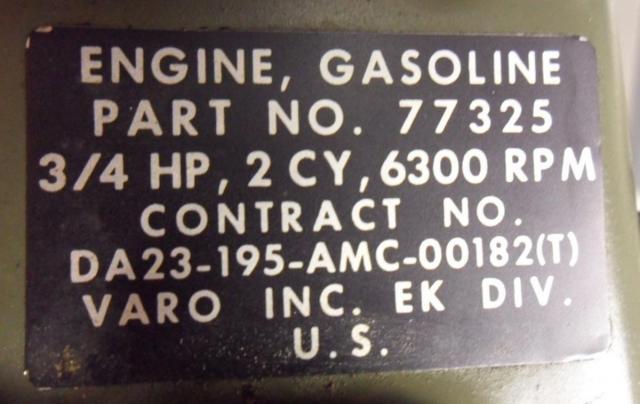 ENGINE, GASOLINE
PART NO. 77325
3/4 HP, 2 CY, 6300 RPM
CONTRACT NO.
DA23-195-AMC-00182(T)
VARO INC. EK DIV.
U.S.